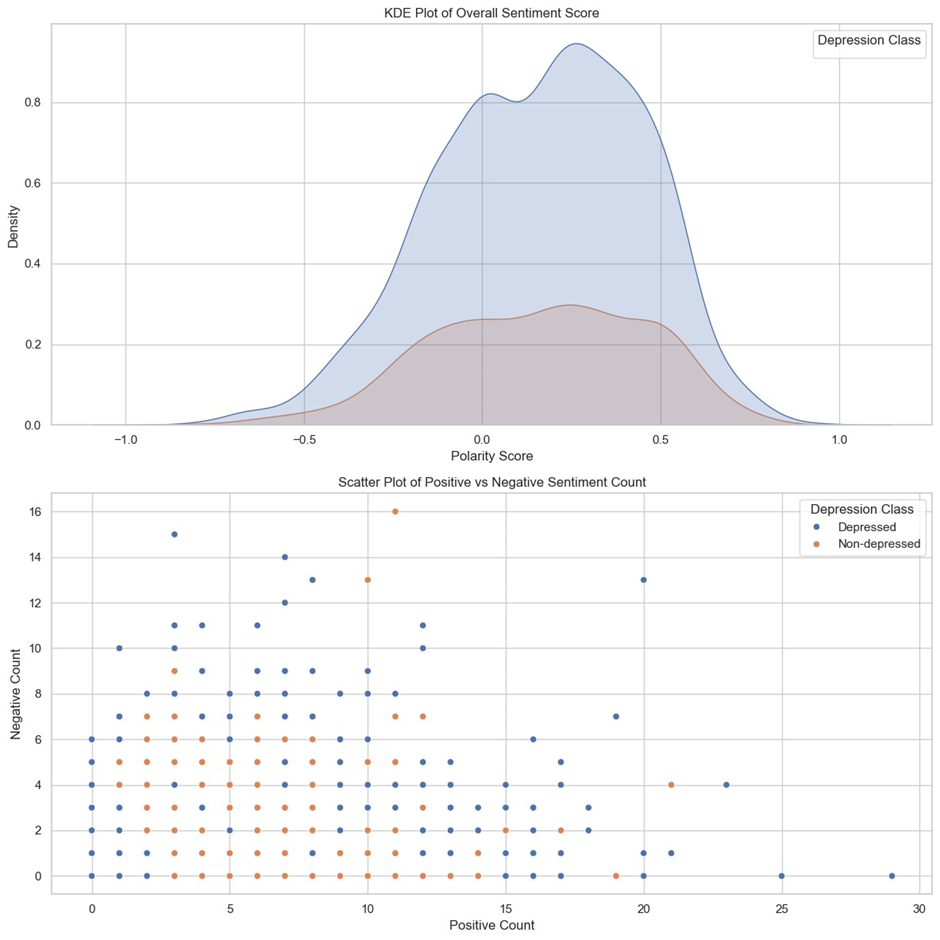 KDE Plot of Overall Sentiment Score
Depression Class
0.8
0.6
0.4
0.2
0.0
Density
−1.0 −0.5 0.0 0.5 1.0
Polarity Score
Scatter Plot of Positive vs Negative Sentiment Count
Depression Class
Depressed
Non-depressed
16
14
12
10
8
6
4
2
0
Negative Count
0 5 10 15 20 25 30
Positive Count